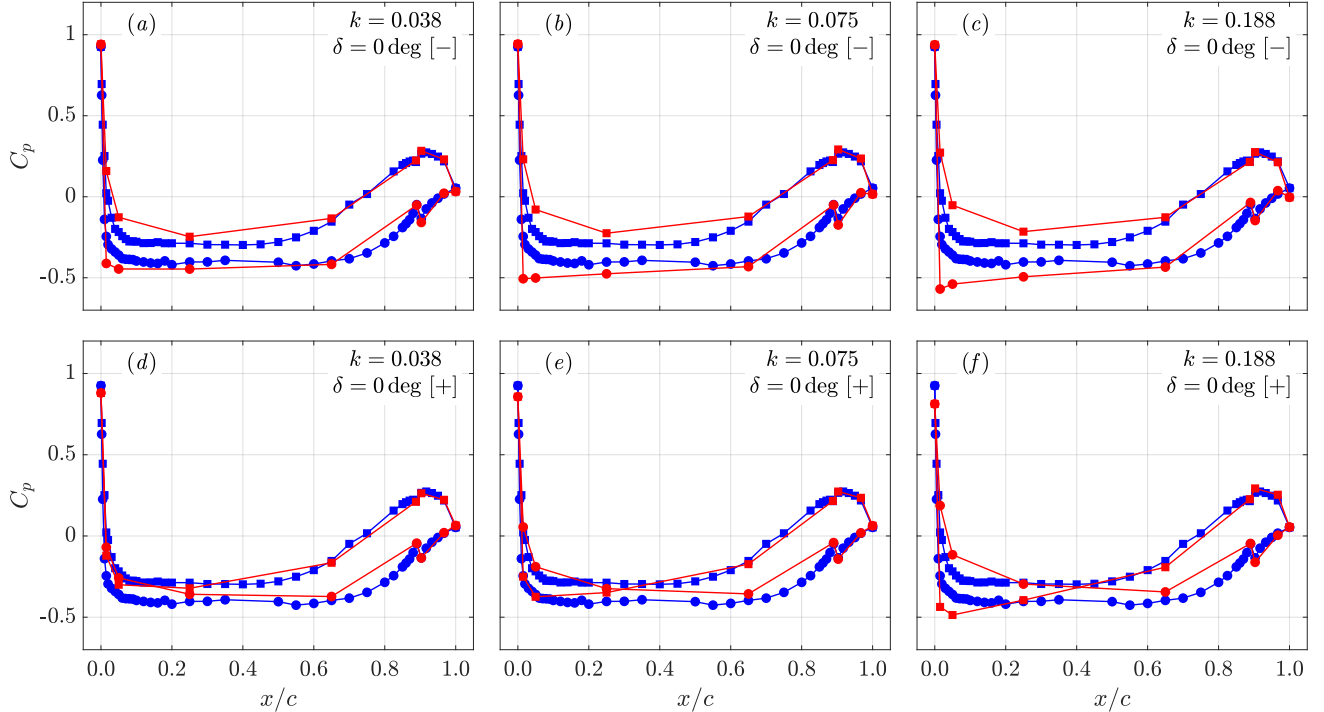 (a) k = 0.038
δ = 0 deg [−]
(b) k = 0.075
δ = 0 deg [−]
(c) k = 0.188
δ = 0 deg [−]
1
0.5
0
-0.5
C_p
(d) k = 0.038
δ = 0 deg [+]
(e) k = 0.075
δ = 0 deg [+]
(f) k = 0.188
δ = 0 deg [+]
1
0.5
0
-0.5
C_p
0.0 0.2 0.4 0.6 0.8 1.0
0.0 0.2 0.4 0.6 0.8 1.0
0.0 0.2 0.4 0.6 0.8 1.0
x/c
x/c
x/c